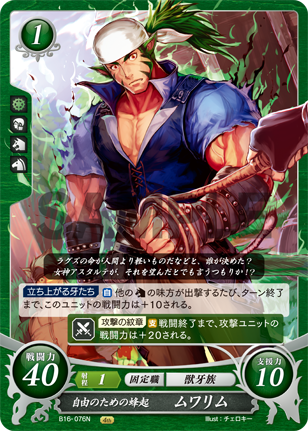 1
ラグズの命が人間より軽いものだなどと、誰が決めた?
女神アスタルテが、それを望んだとでも言うつもりか!?
立ち上がる牙たち 自 他の の味方が出撃するたび、ターン終了
まで、このユニットの戦闘力は+10される。
攻撃の紋章 支 戦闘終了まで、攻撃ユニット
の戦闘力は+20される。
戦闘力
40
射程 1 固定職 獣牙族
支援力
10
自由のための蜂起 ムワリム
B16-076N 4th Illust:チェロキー